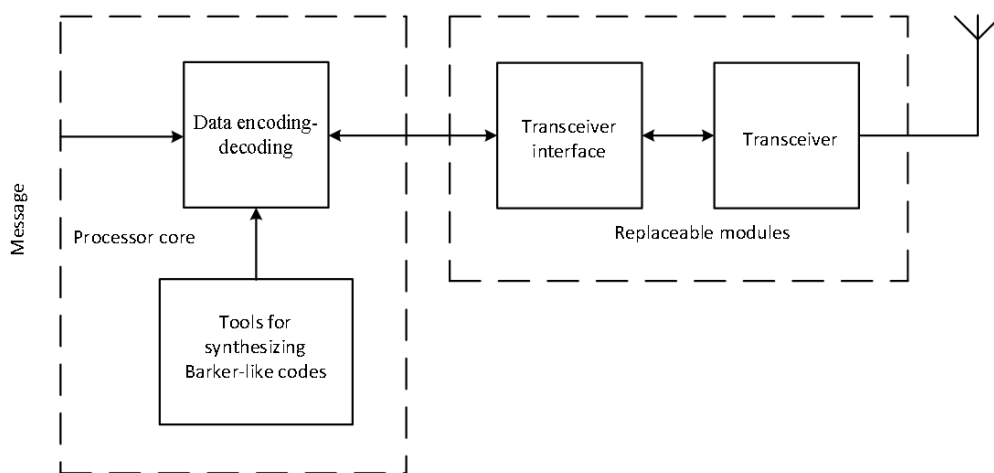 Message
Data encoding-
decoding
Processor core
Tools for
synthesizing
Barker-like codes
Transceiver
interface
Transceiver
Replaceable modules